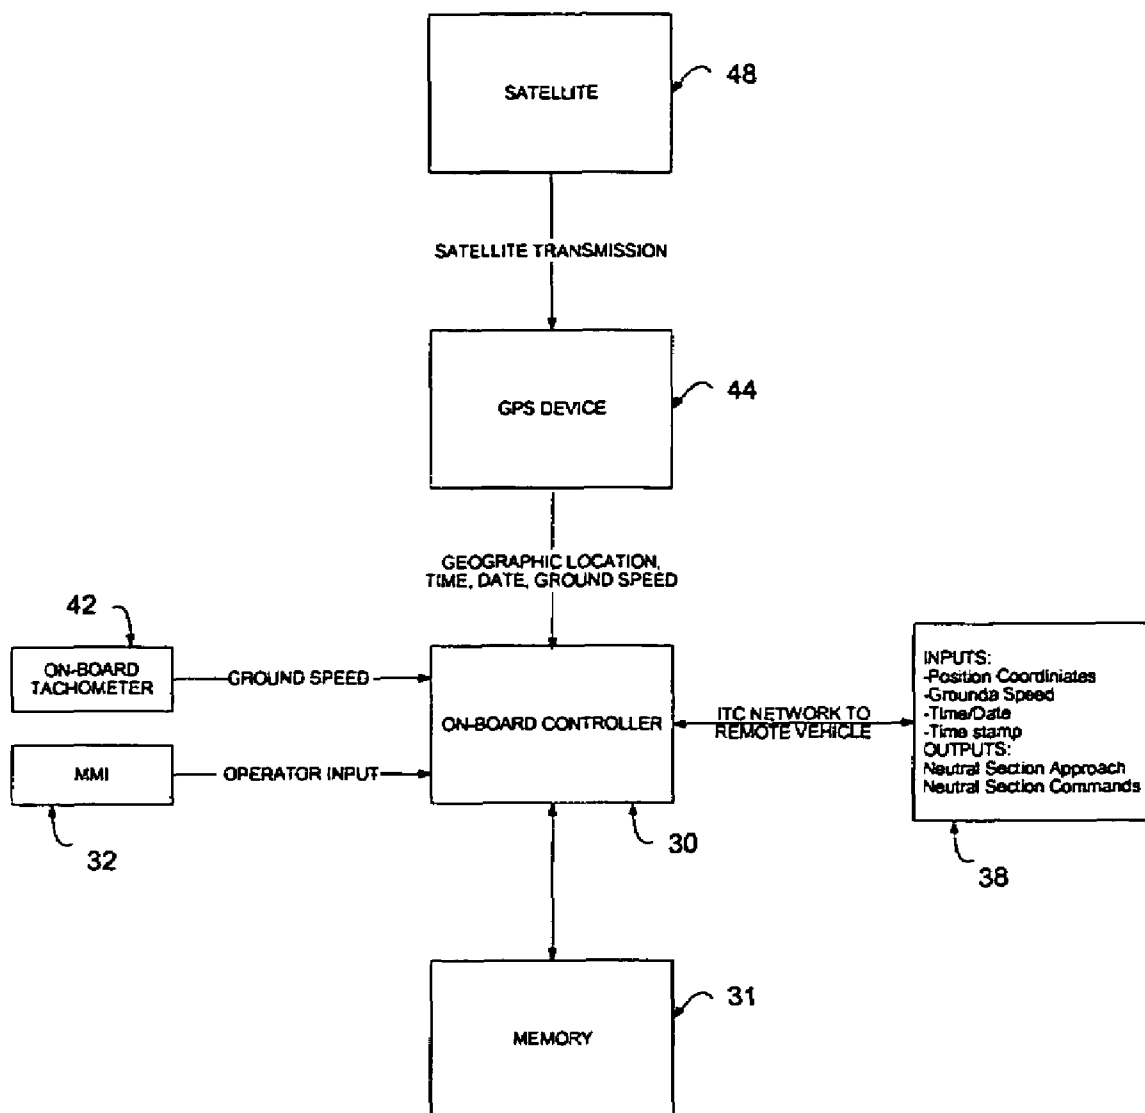 SATELLITE
48
SATELLITE TRANSMISSION
GPS DEVICE
44
GEOGRAPHIC LOCATION,
TIME, DATE, GROUND SPEED
42
ON-BOARD
TACHOMETER
GROUND SPEED
ON-BOARD CONTROLLER
ITC NETWORK TO
REMOTE VEHICLE
INPUTS:
-Position Coordiniates
-Grounda Speed
-Time/Date
-Time stamp
OUTPUTS:
Neutral Section Approach
Neutral Section Commands
MMI
OPERATOR INPUT
32
30
38
31
MEMORY